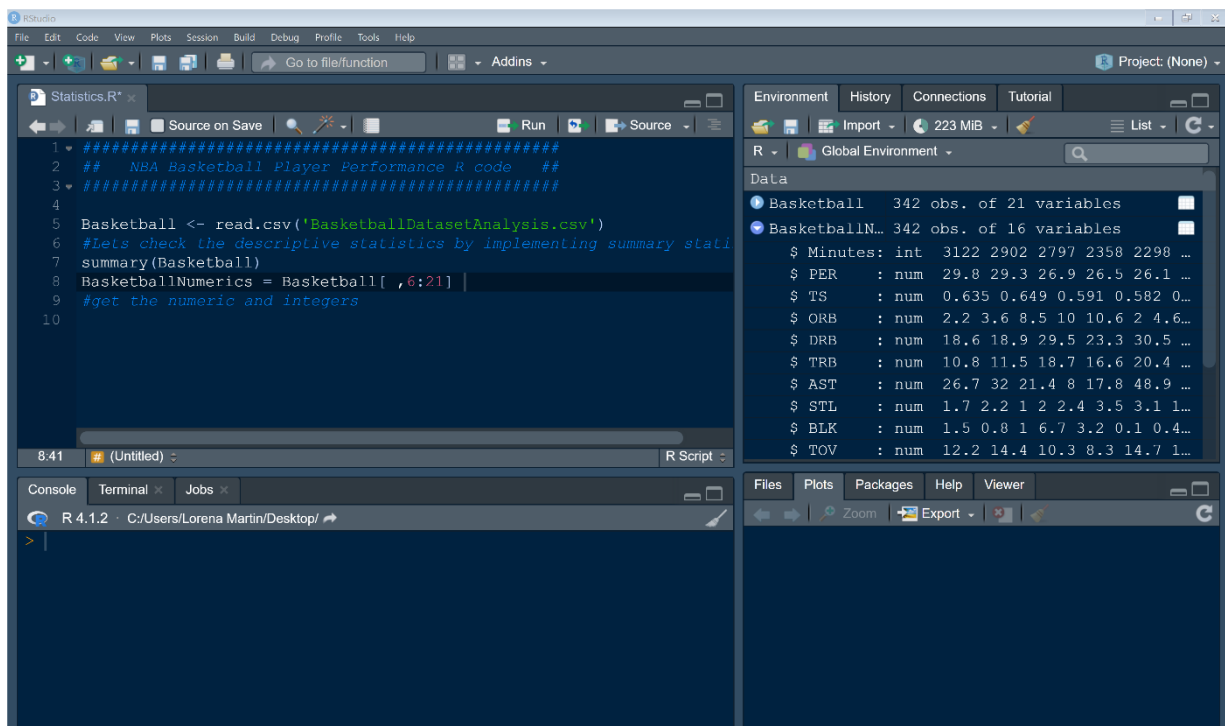 RStudio
File Edit Code View Plots Session Build Debug Profile Tools Help
Go to file/function Addins Project: (None)
Statistics.R*
Source on Save Run Source
1 ##################################################
2 ## NBA Basketball Player Performance R code ##
3 ##################################################
4
5 Basketball <- read.csv('BasketballDatasetAnalysis.csv')
6 #Lets check the descriptive statistics by implementing summary stati
7 summary(Basketball)
8 BasketballNumerics = Basketball[ ,6:21]
9 #get the numeric and integers
10
8:41 # (Untitled) R Script
Console Terminal Jobs
R 4.1.2 · C:/Users/Lorena Martin/Desktop/
>
Environment History Connections Tutorial
Import 223 MiB List
R Global Environment
Data
Basketball 342 obs. of 21 variables
BasketballN… 342 obs. of 16 variables
$ Minutes: int 3122 2902 2797 2358 2298 …
$ PER : num 29.8 29.3 26.9 26.5 26.1 …
$ TS : num 0.635 0.649 0.591 0.582 0…
$ ORB : num 2.2 3.6 8.5 10 10.6 2 4.6…
$ DRB : num 18.6 18.9 29.5 23.3 30.5 …
$ TRB : num 10.8 11.5 18.7 16.6 20.4 …
$ AST : num 26.7 32 21.4 8 17.8 48.9 …
$ STL : num 1.7 2.2 1 2 2.4 3.5 3.1 1…
$ BLK : num 1.5 0.8 1 6.7 3.2 0.1 0.4…
$ TOV : num 12.2 14.4 10.3 8.3 14.7 1…
Files Plots Packages Help Viewer
Zoom Export